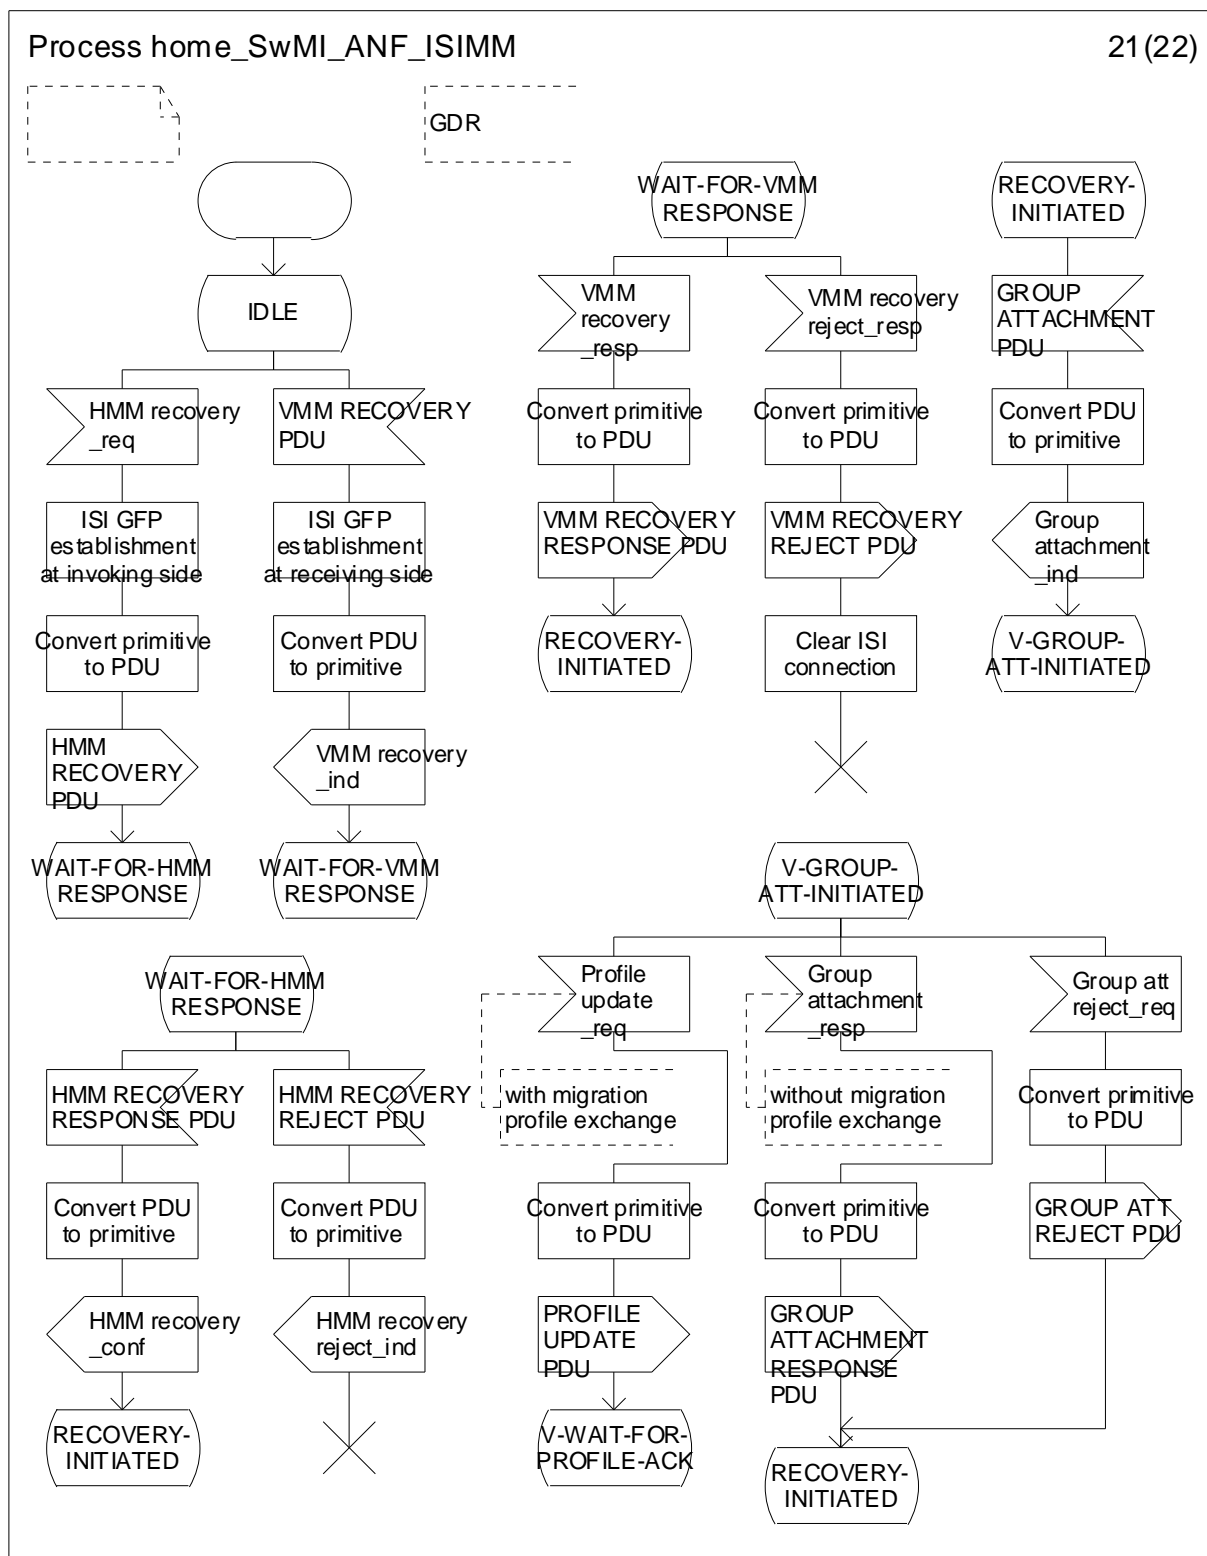 Process home_SwMI_ANF_ISIMM
21(22)
GDR
IDLE
HMM recovery
_req
ISI GFP
establishment
at invoking side
Convert primitive
to PDU
HMM
RECOVERY
PDU
WAIT-FOR-HMM
RESPONSE
VMM RECOVERY
PDU
ISI GFP
establishment
at receiving side
Convert PDU
to primitive
VMM recovery
_ind
WAIT-FOR-VMM
RESPONSE
WAIT-FOR-VMM
RESPONSE
VMM
recovery
_resp
Convert primitive
to PDU
VMM RECOVERY
RESPONSE PDU
RECOVERY-
INITIATED
VMM recovery
reject_resp
Convert primitive
to PDU
VMM RECOVERY
REJECT PDU
Clear ISI
connection
RECOVERY-
INITIATED
GROUP
ATTACHMENT
PDU
Convert PDU
to primitive
Group
attachment
_ind
V-GROUP-
ATT-INITIATED
WAIT-FOR-HMM
RESPONSE
HMM RECOVERY
RESPONSE PDU
Convert PDU
to primitive
HMM recovery
_conf
RECOVERY-
INITIATED
HMM RECOVERY
REJECT PDU
Convert PDU
to primitive
HMM recovery
reject_ind
V-GROUP-
ATT-INITIATED
Profile
update
_req
with migration
profile exchange
Convert primitive
to PDU
PROFILE
UPDATE
PDU
V-WAIT-FOR-
PROFILE-ACK
Group
attachment
_resp
without migration
profile exchange
Convert primitive
to PDU
GROUP
ATTACHMENT
RESPONSE
PDU
RECOVERY-
INITIATED
Group att
reject_req
Convert primitive
to PDU
GROUP ATT
REJECT PDU